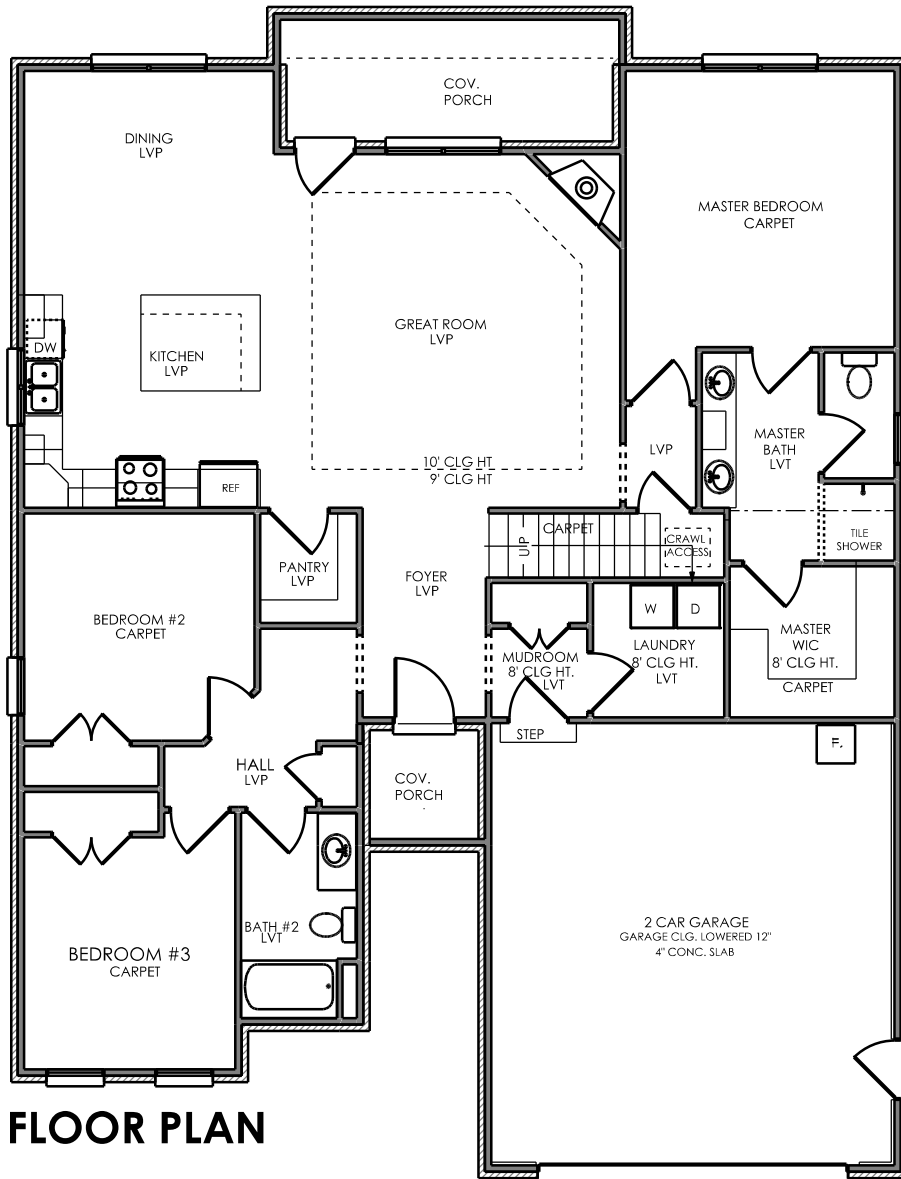 COV.
PORCH
DINING
LVP
MASTER BEDROOM
CARPET
GREAT ROOM
LVP
DW
KITCHEN
LVP
MASTER
BATH
LVT
LVP
10' CLG HT
9' CLG HT
REF
CARPET
UP
CRAWL
ACCESS
TILE
SHOWER
PANTRY
LVP
FOYER
LVP
BEDROOM #2
CARPET
W
D
MUDROOM
8' CLG HT.
LVT
LAUNDRY
8' CLG HT.
LVT
MASTER
WIC
8' CLG HT.
CARPET
STEP
F.
HALL
LVP
COV.
PORCH
BATH #2
LVT
BEDROOM #3
CARPET
2 CAR GARAGE
GARAGE CLG. LOWERED 12"
4" CONC. SLAB
FLOOR PLAN